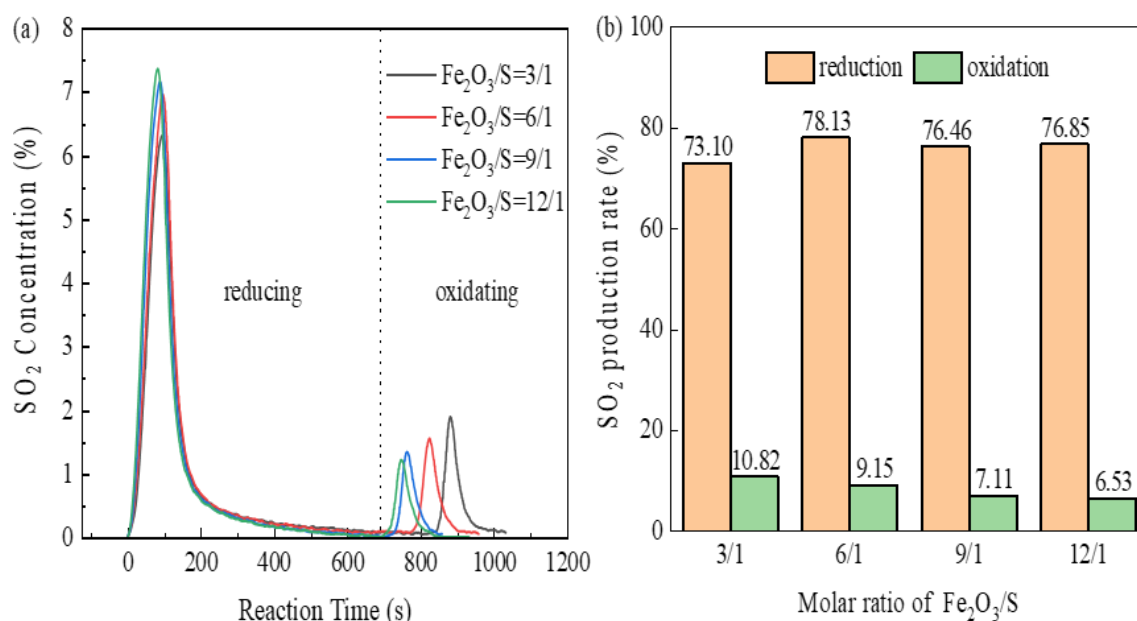 (a)
8
7
6
5
4
3
2
1
0
SO₂ Concentration (%)
Fe₂O₃/S=3/1
Fe₂O₃/S=6/1
Fe₂O₃/S=9/1
Fe₂O₃/S=12/1
reducing
oxidating
0 200 400 600 800 1000 1200
Reaction Time (s)
(b)
100
80
60
40
20
0
SO₂ production rate (%)
reduction oxidation
73.10 78.13 76.46 76.85
10.82 9.15 7.11 6.53
3/1 6/1 9/1 12/1
Molar ratio of Fe₂O₃/S